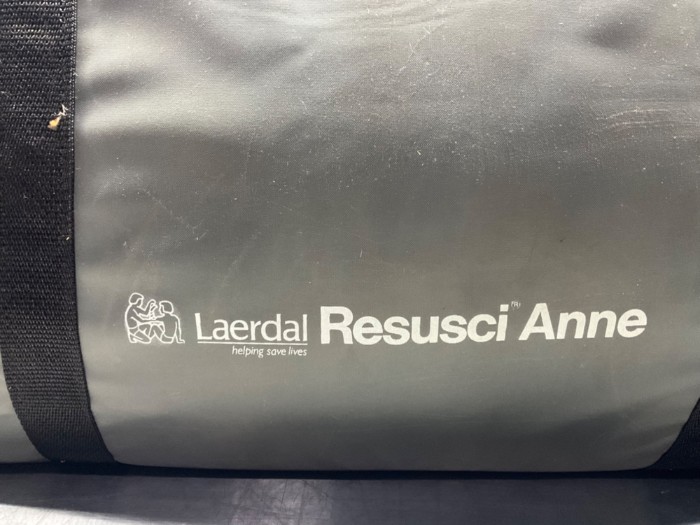 Laerdal Resusci™ Anne
helping save lives